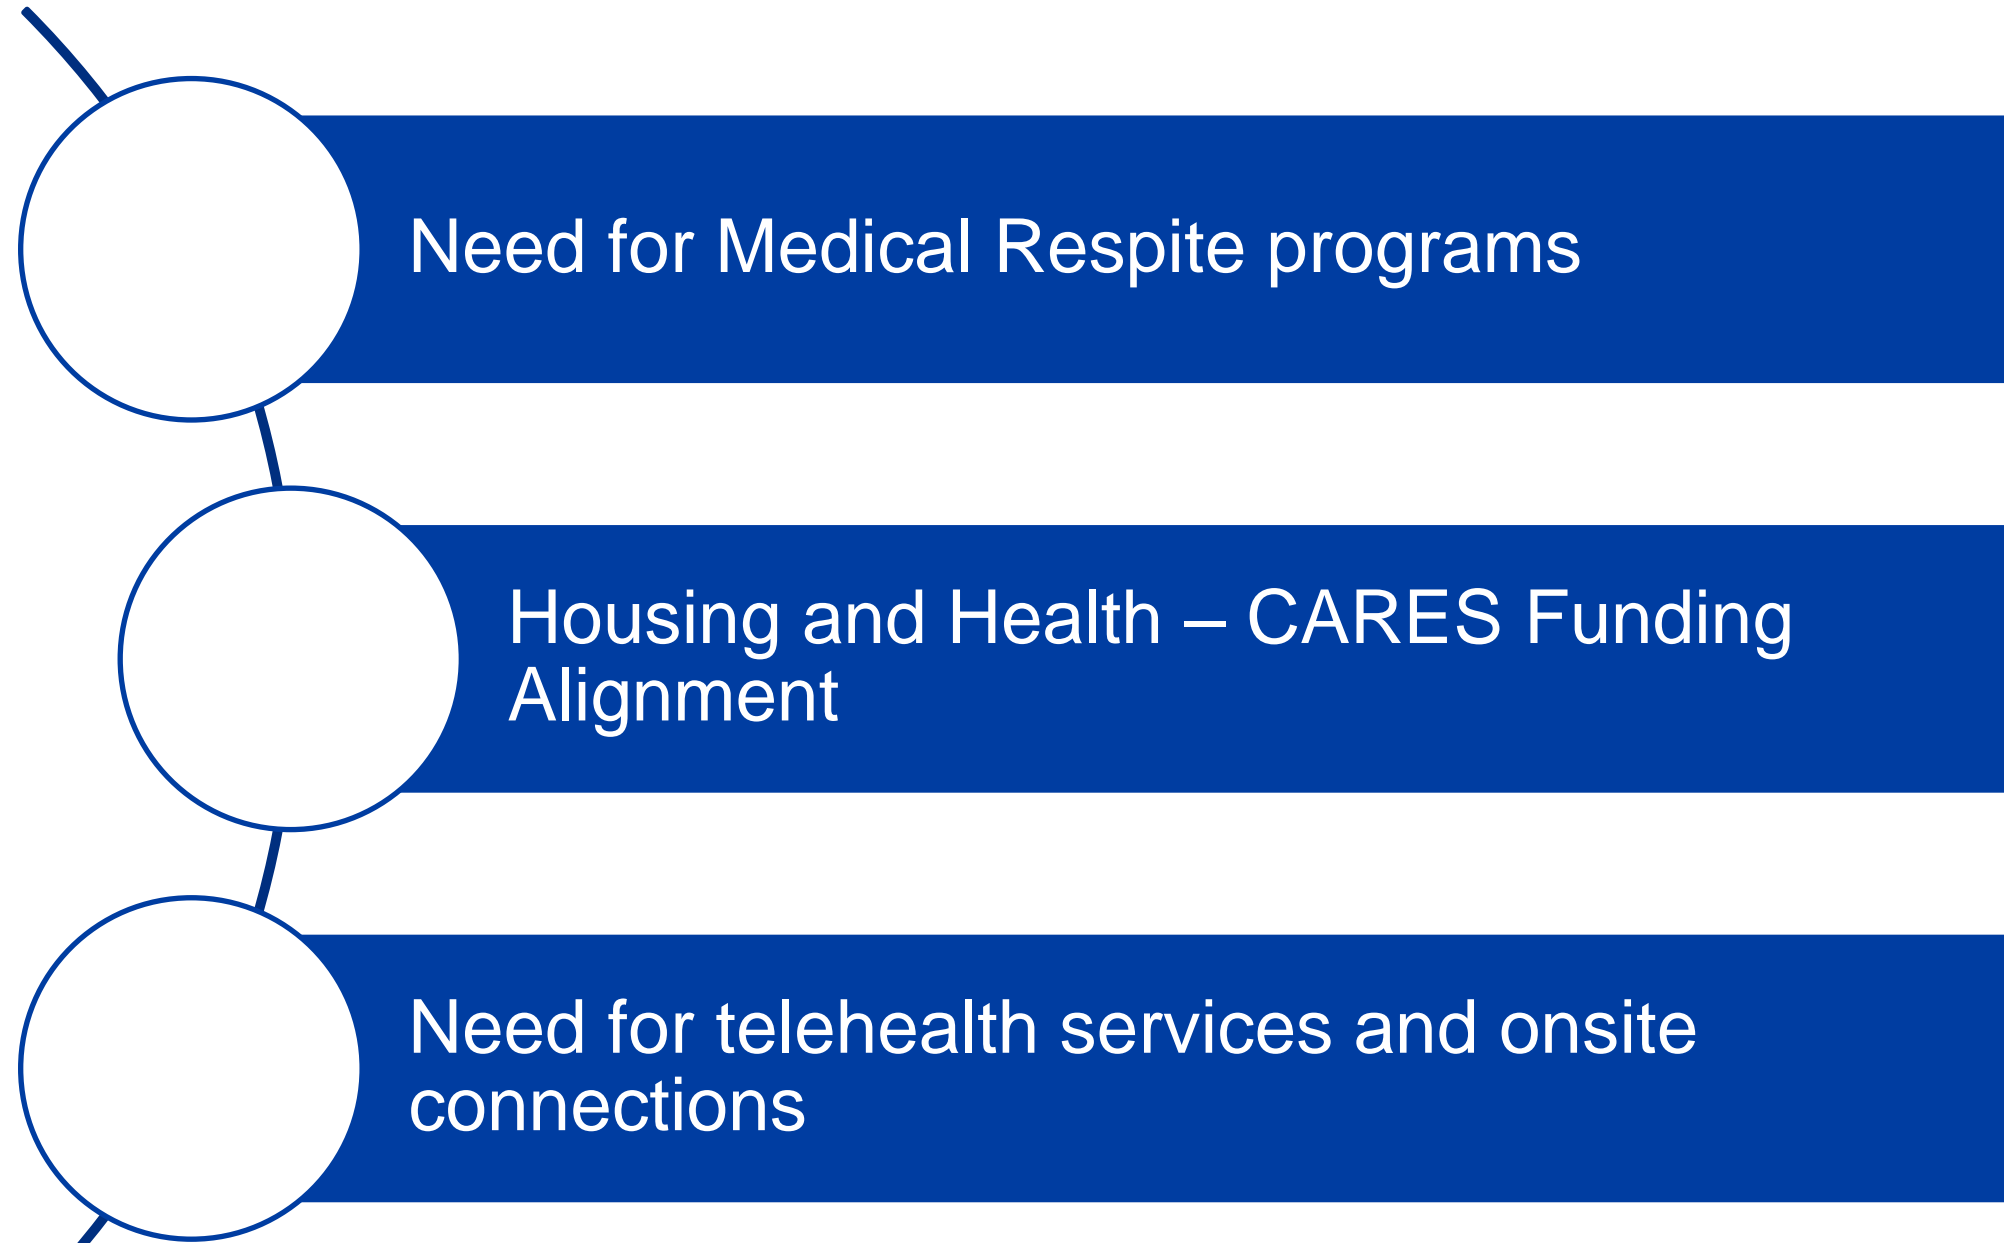 Need for Medical Respite programs
Housing and Health – CARES Funding
Alignment
Need for telehealth services and onsite
connections